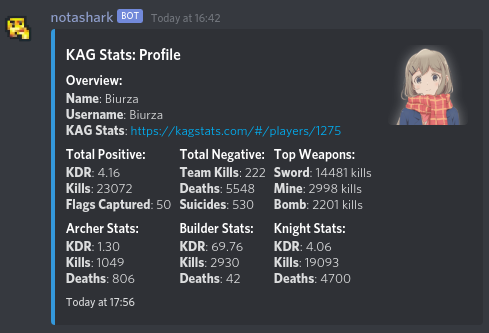 notashark BOT Today at 16:42
KAG Stats: Profile
Overview:
Name: Biurza
Username: Biurza
KAG Stats: https://kagstats.com/#/players/1275
Total Positive: Total Negative: Top Weapons:
KDR: 4.16 Team Kills: 222 Sword: 14481 kills
Kills: 23072 Deaths: 5548 Mine: 2998 kills
Flags Captured: 50 Suicides: 530 Bomb: 2201 kills
Archer Stats: Builder Stats: Knight Stats:
KDR: 1.30 KDR: 69.76 KDR: 4.06
Kills: 1049 Kills: 2930 Kills: 19093
Deaths: 806 Deaths: 42 Deaths: 4700
Today at 17:56